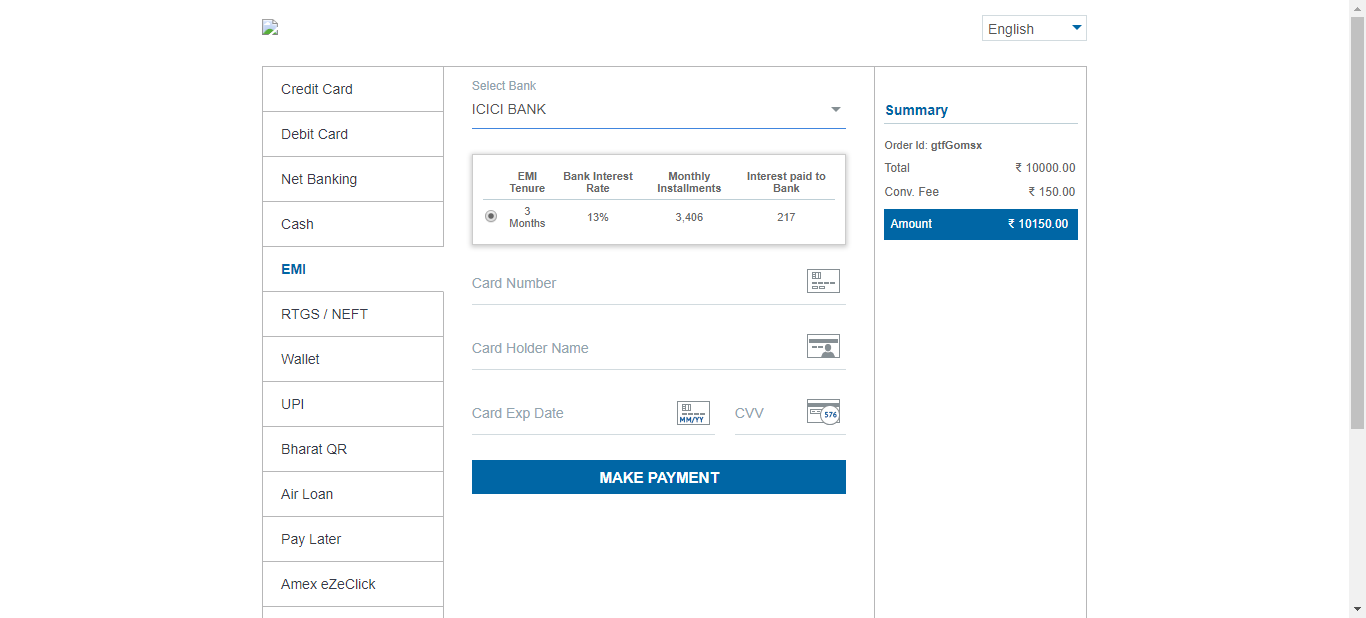 English
Credit Card
Debit Card
Net Banking
Cash
EMI
RTGS / NEFT
Wallet
UPI
Bharat QR
Air Loan
Pay Later
Amex eZeClick
Select Bank
ICICI BANK
EMI Bank Interest Monthly Interest paid to
Tenure Rate Installments Bank
3
Months 13% 3,406 217
Card Number
Card Holder Name
Card Exp Date MM/YY CVV 576
MAKE PAYMENT
Summary
Order Id: gtfGomsx
Total ₹ 10000.00
Conv. Fee ₹ 150.00
Amount ₹ 10150.00